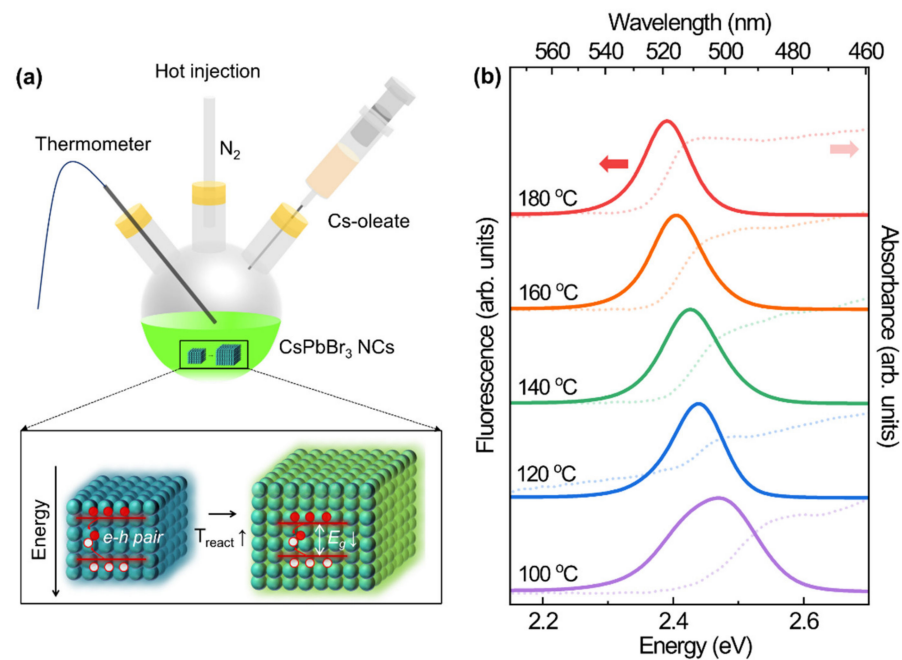 (a)
Hot injection
Thermometer
N2
Cs-oleate
CsPbBr3 NCs
Energy
e-h pair
Treact ↑
Eg↓
(b)
Wavelength (nm)
560 540 520 500 480 460
Fluorescence (arb. units)
Absorbance (arb. units)
180 °C
160 °C
140 °C
120 °C
100 °C
2.2 2.4 2.6
Energy (eV)